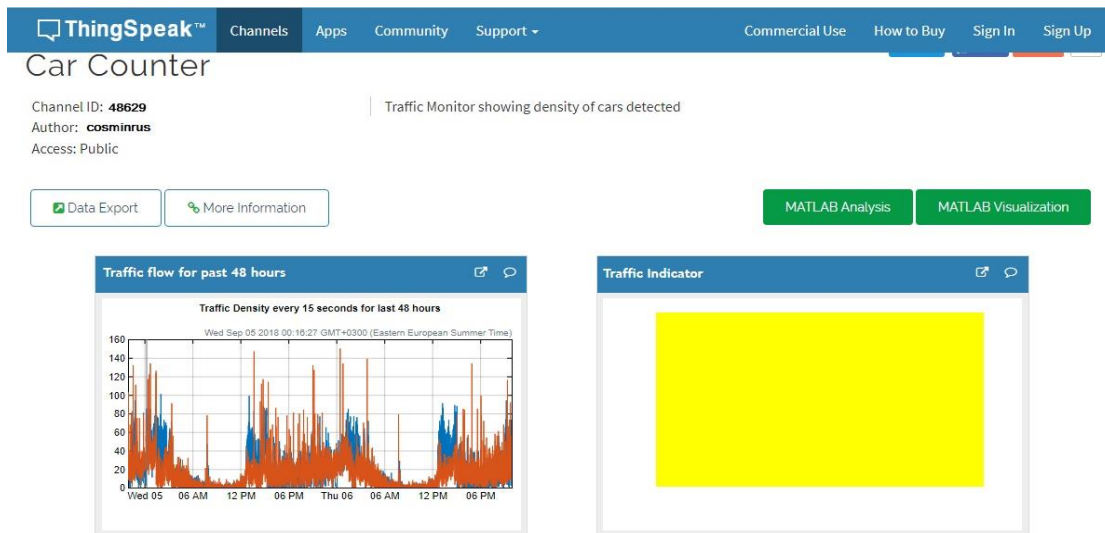 ThingSpeak™ Channels Apps Community Support Commercial Use How to Buy Sign In Sign Up
Car Counter
Channel ID: 48629
Traffic Monitor showing density of cars detected
Author: cosminrus
Access: Public
Data Export More Information MATLAB Analysis MATLAB Visualization
Traffic flow for past 48 hours
Traffic Density every 15 seconds for last 48 hours
Wed Sep 05 2018 00:16:27 GMT+0300 (Eastern European Summer Time)
160
140
120
100
80
60
40
20
0
Wed 05 06 AM 12 PM 06 PM Thu 06 06 AM 12 PM 06 PM
Traffic Indicator